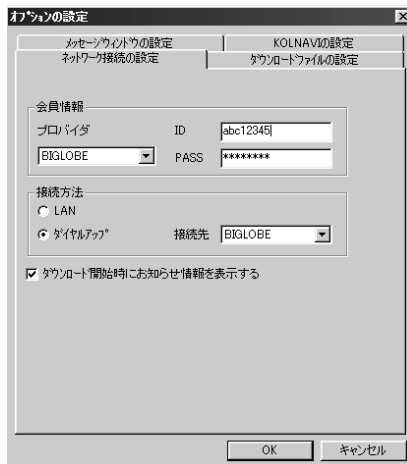 オプションの設定
メッセージウィンドウの設定 KOLNAVIの設定
ネットワーク接続の設定 ダウンロードファイルの設定
会員情報
プロバイダ ID abc12345
BIGLOBE PASS ********
接続方法
LAN
ダイヤルアップ 接続先 BIGLOBE
ダウンロード開始時にお知らせ情報を表示する
OK キャンセル